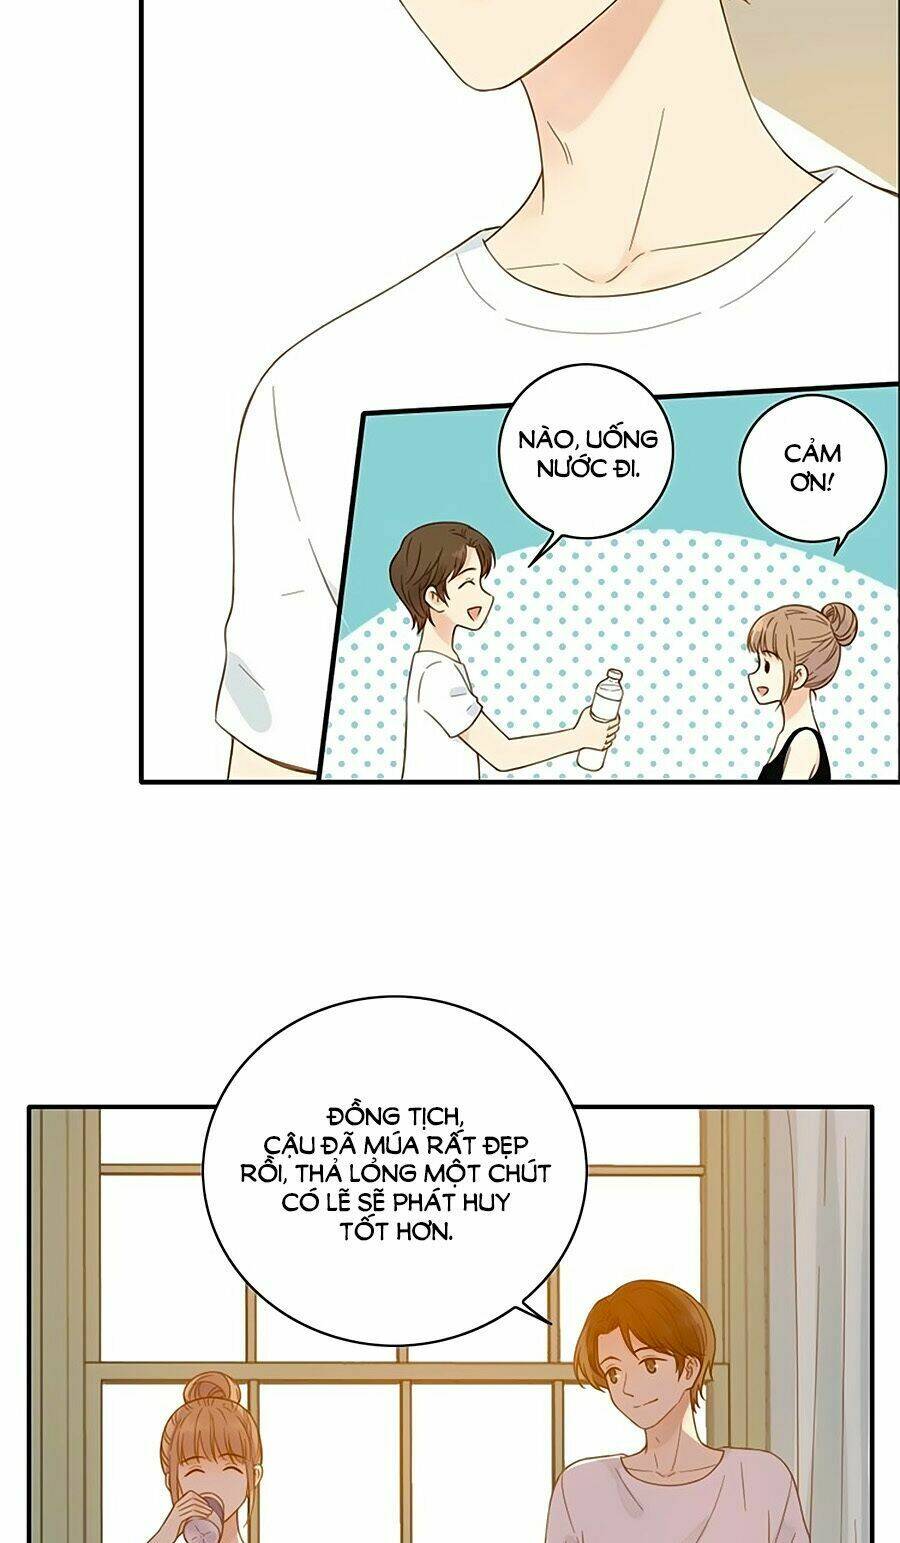 NÀO, UỐNG
NƯỚC ĐI.
CẢM
ƠN!
ĐỒNG TỊCH,
CẬU ĐÃ MÚA RẤT ĐẸP
RỒI, THẢ LỎNG MỘT CHÚT
CÓ LẼ SẼ PHÁT HUY
TỐT HƠN.